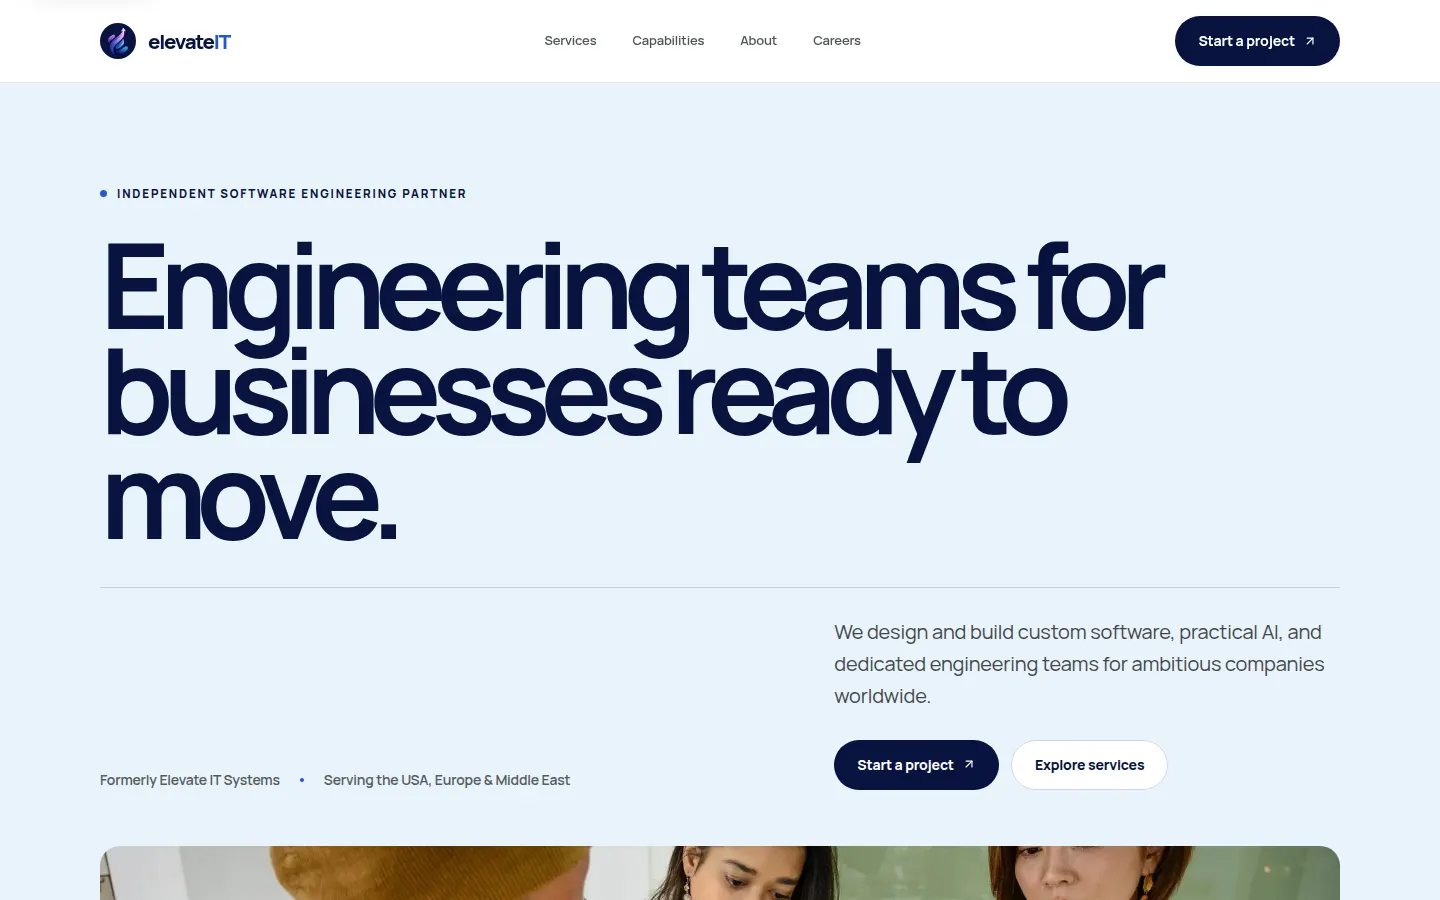 elevateIT
Services
Capabilities
About
Careers
Start a project
INDEPENDENT SOFTWARE ENGINEERING PARTNER
Engineering teams for
businesses ready to
move.
We design and build custom software, practical AI, and
dedicated engineering teams for ambitious companies
worldwide.
Start a project
Explore services
Formerly Elevate IT Systems • Serving the USA, Europe & Middle East